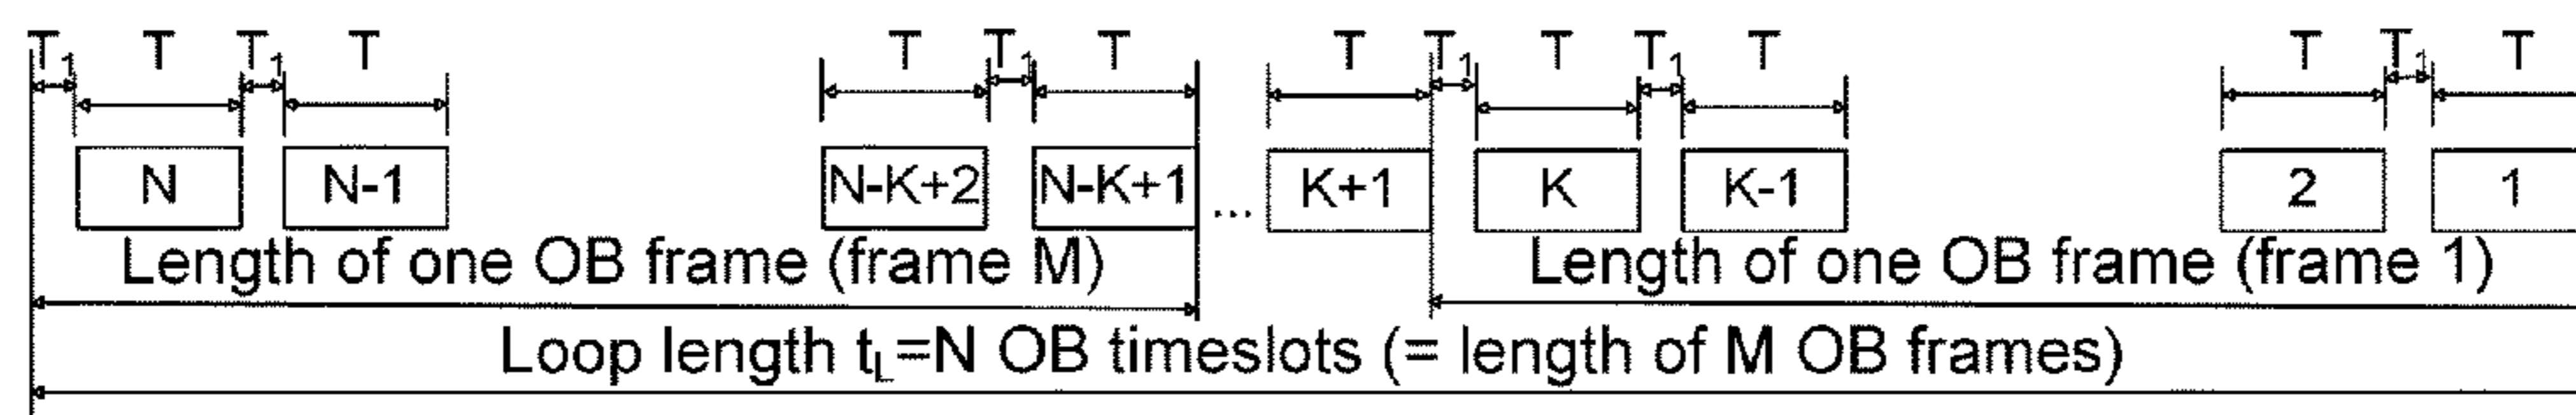 T₁ T T₁ T T T₁ T T T₁ T T₁ T T T₁ T
N N-1 N-K+2 N-K+1 ... K+1 K K-1 2 1
Length of one OB frame (frame M) Length of one OB frame (frame 1)
Loop length t_L=N OB timeslots (= length of M OB frames)